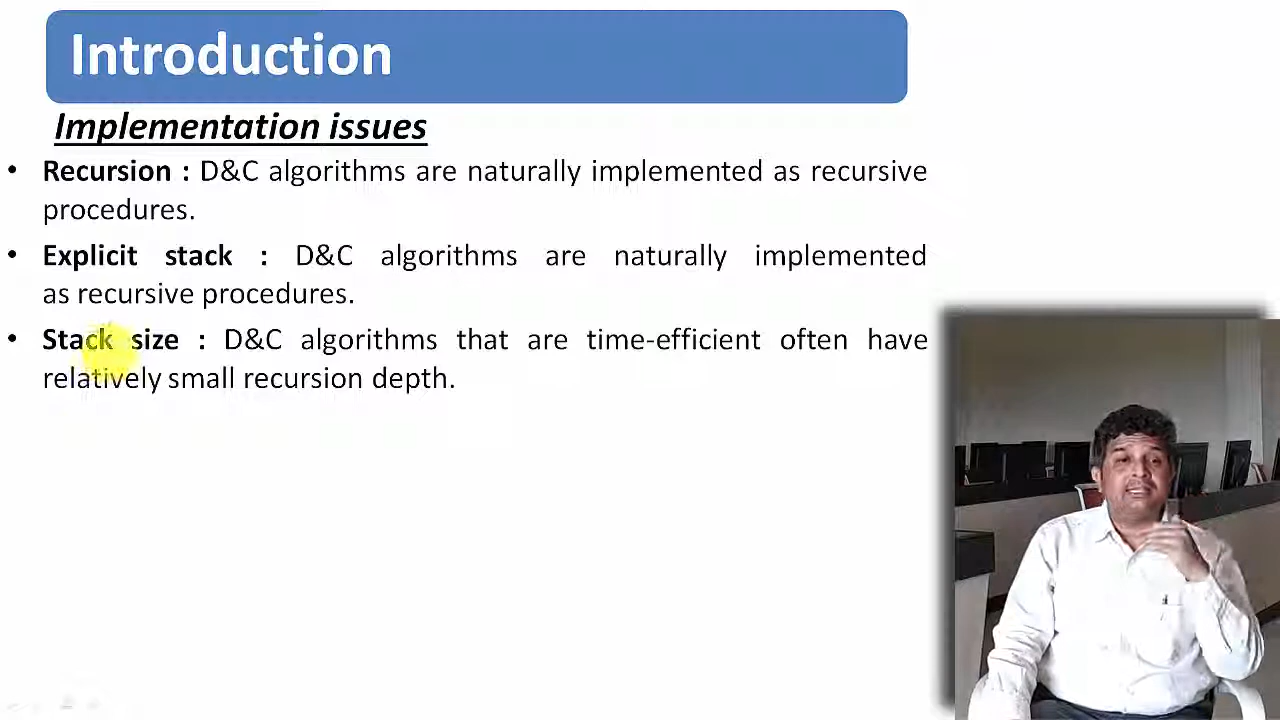 Introduction
Implementation issues
• Recursion : D&C algorithms are naturally implemented as recursive
procedures.
• Explicit stack : D&C algorithms are naturally implemented
as recursive procedures.
• Stack size : D&C algorithms that are time-efficient often have
relatively small recursion depth.